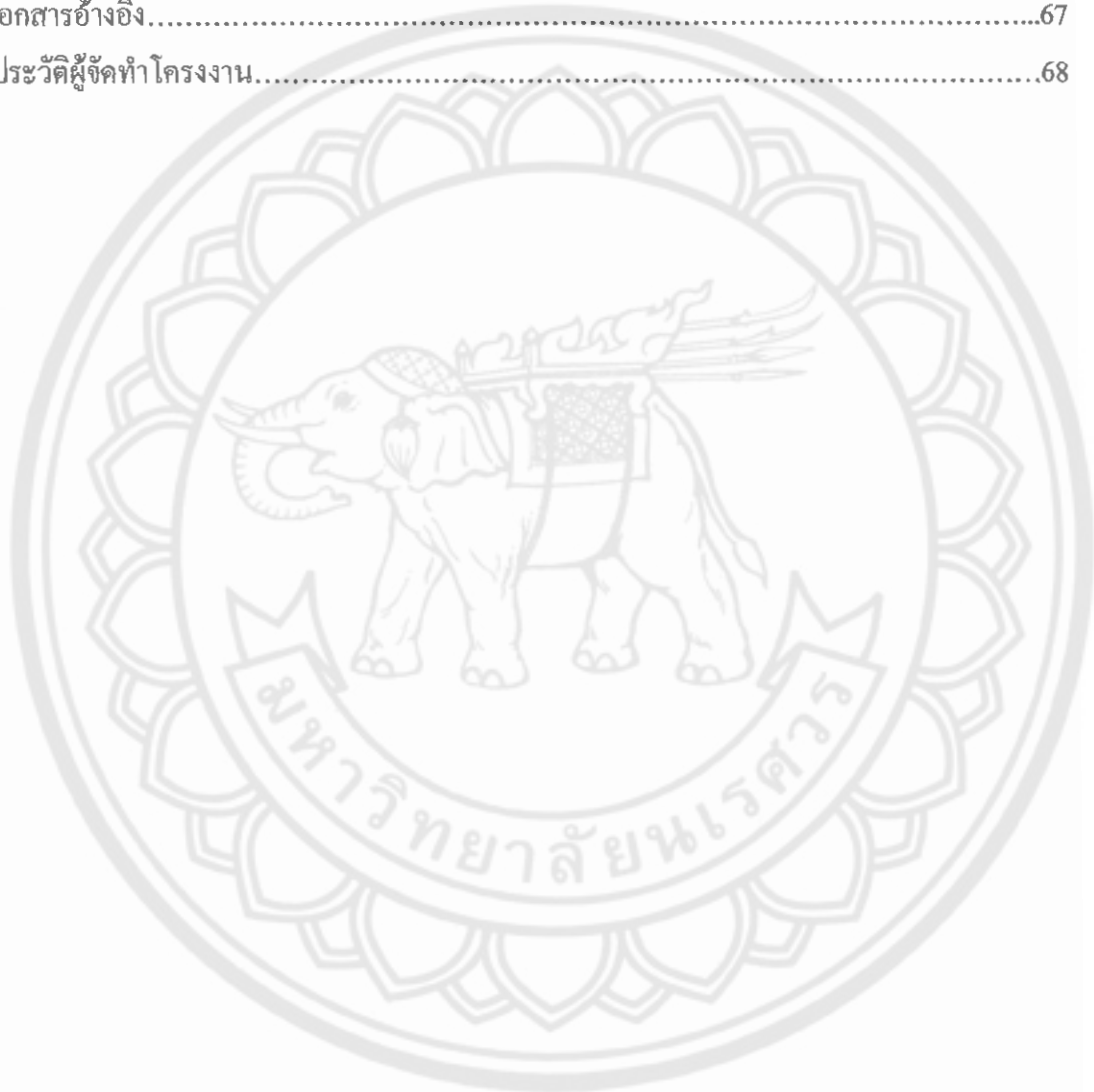 อกสารอ้างอิง...........................................................................................67
ประวัติผู้จัดทำโครงงาน................................................................................68
มหาวิทยาลัยนเรศวร